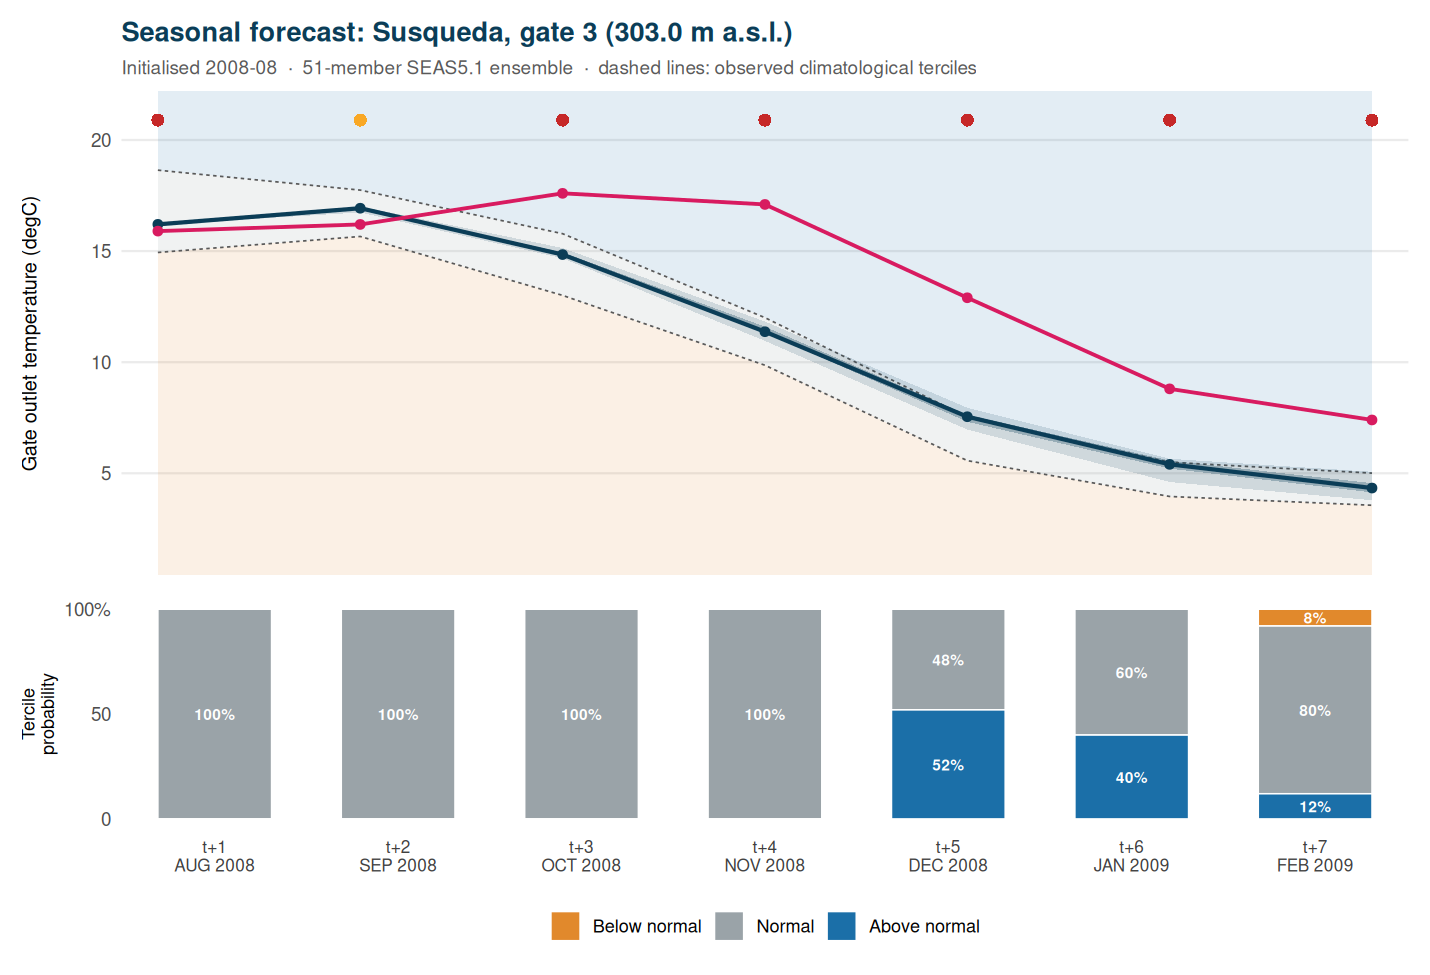 Seasonal forecast: Susqueda, gate 3 (303.0 m a.s.l.)
Initialised 2008-08 · 51-member SEAS5.1 ensemble · dashed lines: observed climatological terciles
Gate outlet temperature (degC)
20
15
10
5
Tercile
probability
100%
50
0
100%
100%
100%
100%
48%
52%
60%
40%
8%
80%
12%
t+1
AUG 2008
t+2
SEP 2008
t+3
OCT 2008
t+4
NOV 2008
t+5
DEC 2008
t+6
JAN 2009
t+7
FEB 2009
Below normal
Normal
Above normal